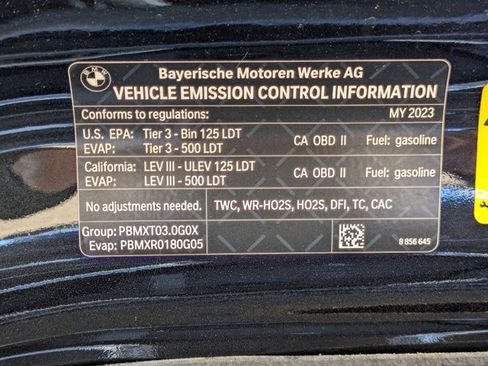 BMW
Bayerische Motoren Werke AG
VEHICLE EMISSION CONTROL INFORMATION
Conforms to regulations: MY 2023
U.S. EPA: Tier 3 - Bin 125 LDT CA OBD II Fuel: gasoline
EVAP: Tier 3 - 500 LDT
California: LEV III - ULEV 125 LDT CA OBD II Fuel: gasoline
EVAP: LEV III - 500 LDT
No adjustments needed. TWC, WR-HO2S, HO2S, DFI, TC, CAC
Group: PBMXT03.0G0X
Evap: PBMXR0180G05 8 856 645